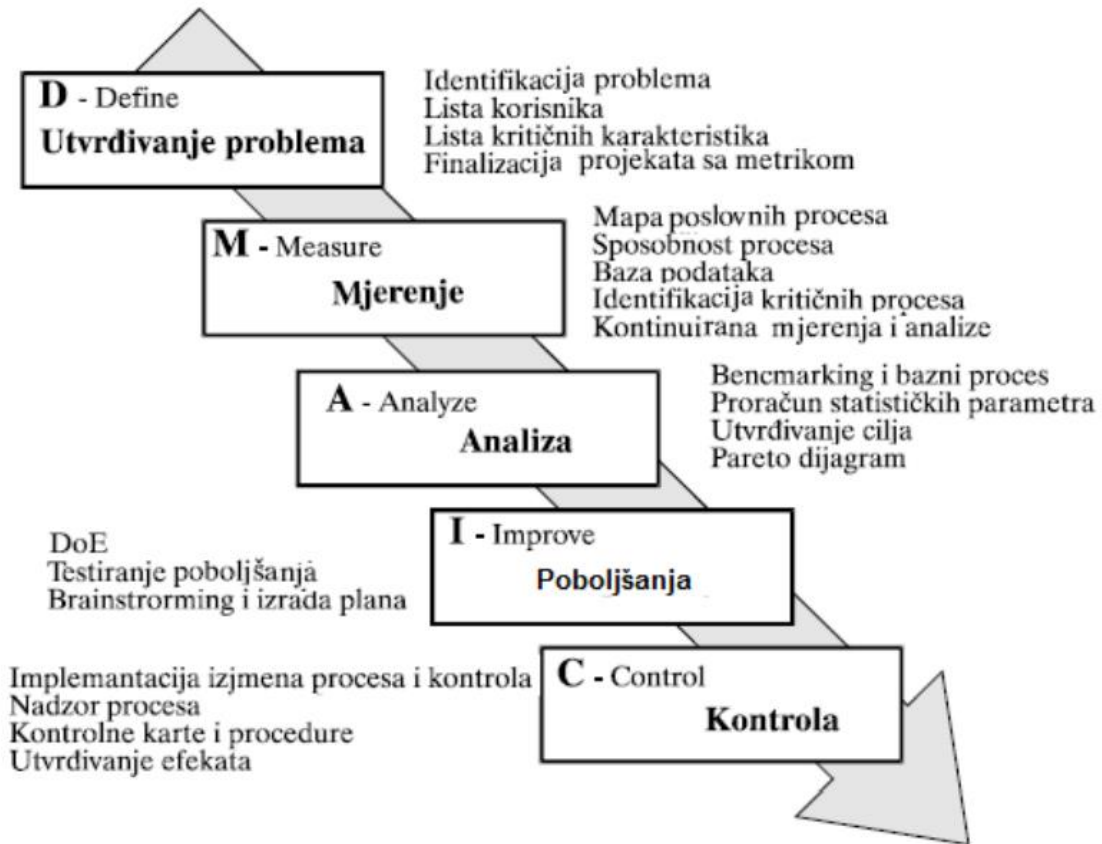 D - Define
Utvrđivanje problema
Identifikacija problema
Lista korisnika
Lista kritičnih karakteristika
Finalizacija projekata sa metrikom
M - Measure
Mjerenje
Mapa poslovnih procesa
Sposobnost procesa
Baza podataka
Identifikacija kritičnih procesa
Kontinuirana mjerenja i analize
A - Analyze
Analiza
Bencmarking i bazni proces
Proračun statističkih parametra
Utvrđivanje cilja
Pareto dijagram
I - Improve
Poboljšanja
DoE
Testiranje poboljšanja
Brainstrorming i izrada plana
C - Control
Kontrola
Implemantacija izjmena procesa i kontrola
Nadzor procesa
Kontrolne karte i procedure
Utvrđivanje efekata